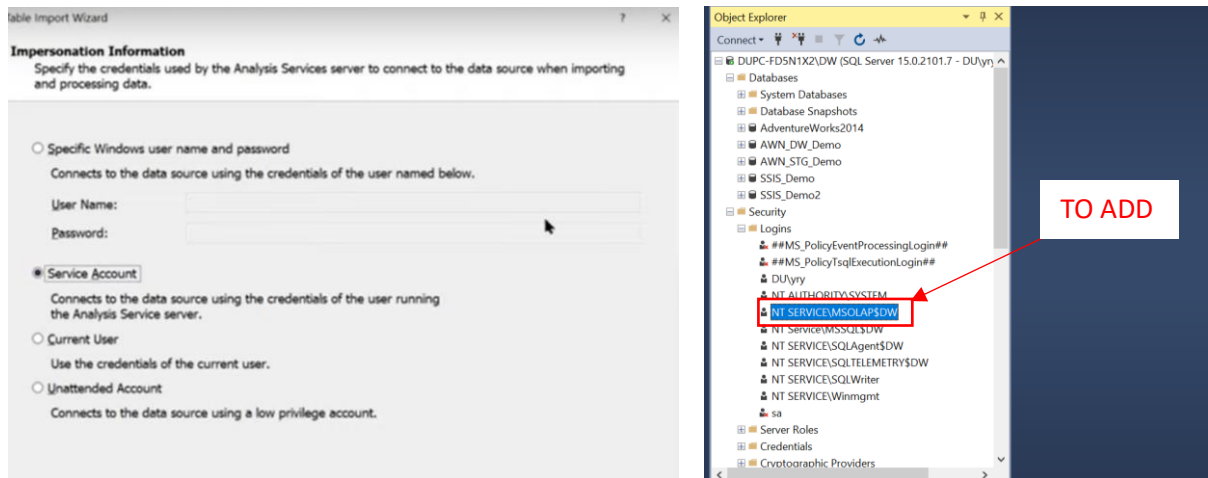 Table Import Wizard ? ×
Impersonation Information
Specify the credentials used by the Analysis Services server to connect to the data source when importing
and processing data.
Specific Windows user name and password
Connects to the data source using the credentials of the user named below.
User Name:
Password:
Service Account
Connects to the data source using the credentials of the user running
the Analysis Service server.
Current User
Use the credentials of the current user.
Unattended Account
Connects to the data source using a low privilege account.
Object Explorer
Connect
DUPC-FD5N1X2\DW (SQL Server 15.0.2101.7 - DU\yry
Databases
System Databases
Database Snapshots
AdventureWorks2014
AWN_DW_Demo
AWN_STG_Demo
SSIS_Demo
SSIS_Demo2
Security
Logins
##MS_PolicyEventProcessingLogin##
##MS_PolicyTsqlExecutionLogin##
DU\yry
NT AUTHORITY\SYSTEM
NT SERVICE\MSOLAP$DW
NT Service\MSSQL$DW
NT SERVICE\SQLAgent$DW
NT SERVICE\SQLTELEMETRY$DW
NT SERVICE\SQLWriter
NT SERVICE\Winmgmt
sa
Server Roles
Credentials
Cryptographic Providers
TO ADD